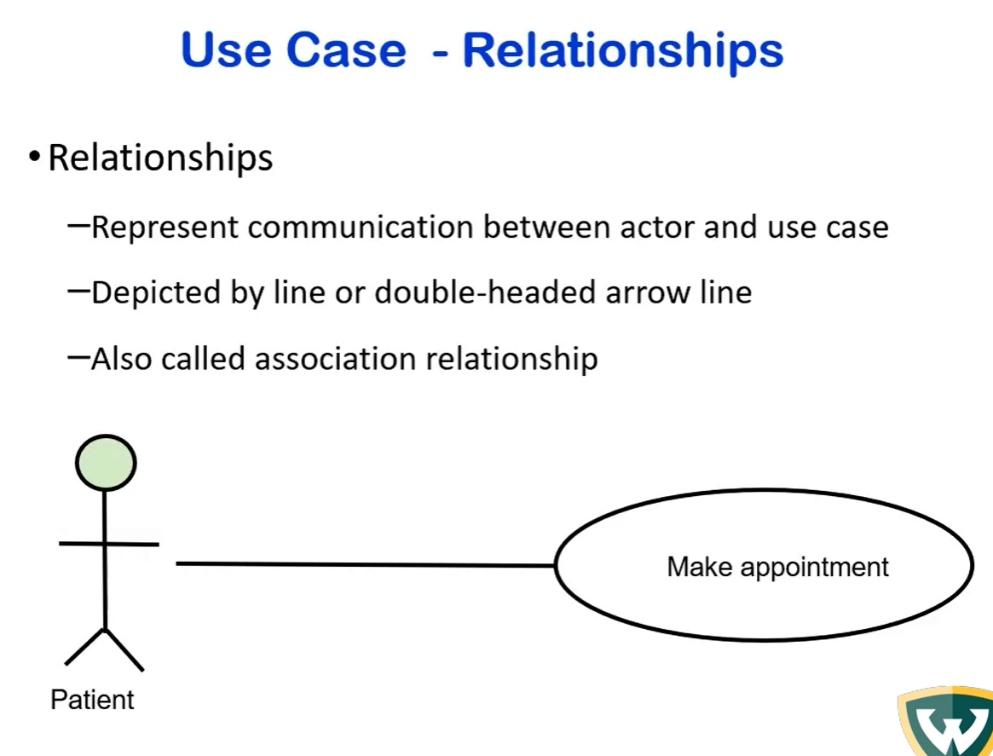 Use Case - Relationships
•Relationships
–Represent communication between actor and use case
–Depicted by line or double-headed arrow line
–Also called association relationship
Make appointment
Patient
W